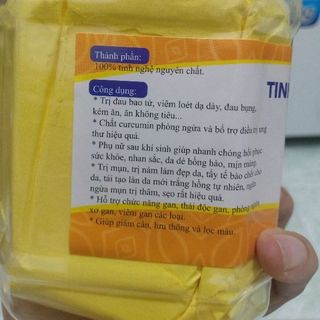 Thành phần:
100% tinh nghệ nguyên chất.
TIN
Công dụng:
* Trị đau bao tử, viêm loét dạ dày, đau bụng,
kém ăn, ăn không tiêu...
* Chất curcumin phòng ngừa và bổ trợ điều trị ung
thư hiệu quả.
* Phụ nữ sau khi sinh giúp nhanh chóng hồi phục
sức khỏe, nhan sắc, da dẻ hồng hào, mịn màng.
* Trị mụn, trị nám làm đẹp da, tẩy tế bào chết cho
da, tái tạo làn da mới trắng hồng tự nhiên, ngăn
ngừa mụn trị thâm, sẹo rất hiệu quả.
* Hỗ trợ chức năng gan, thải độc gan, phòng ngừa
xơ gan, viêm gan các loại.
* Giúp giảm cân, lưu thông và lọc máu.